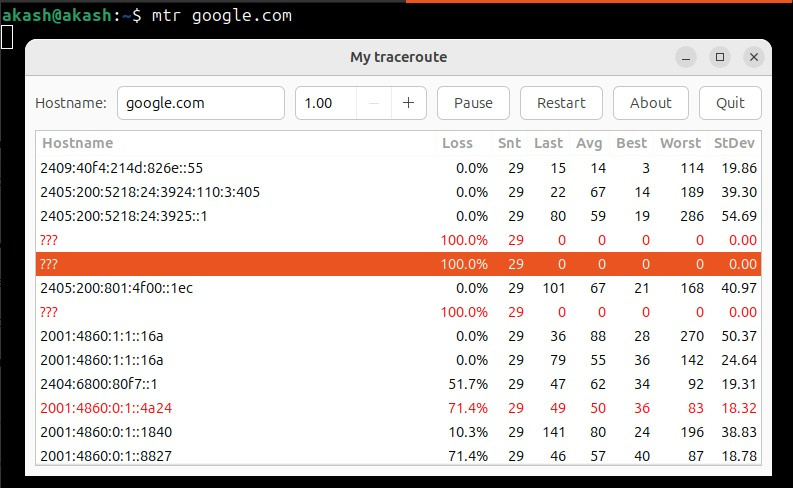 akash@akash:~$ mtr google.com
My traceroute
Hostname: google.com 1.00 − + Pause Restart About Quit
Hostname Loss Snt Last Avg Best Worst StDev
2409:40f4:214d:826e::55 0.0% 29 15 14 3 114 19.86
2405:200:5218:24:3924:110:3:405 0.0% 29 22 67 14 189 39.30
2405:200:5218:24:3925::1 0.0% 29 80 59 19 286 54.69
??? 100.0% 29 0 0 0 0 0.00
??? 100.0% 29 0 0 0 0 0.00
2405:200:801:4f00::1ec 0.0% 29 101 67 21 168 40.97
??? 100.0% 29 0 0 0 0 0.00
2001:4860:1:1::16a 0.0% 29 36 88 28 270 50.37
2001:4860:1:1::16a 0.0% 29 79 55 36 142 24.64
2404:6800:80f7::1 51.7% 29 47 62 34 92 19.31
2001:4860:0:1::4a24 71.4% 29 49 50 36 83 18.32
2001:4860:0:1::1840 10.3% 29 141 80 24 196 38.83
2001:4860:0:1::8827 71.4% 29 46 57 40 87 18.78